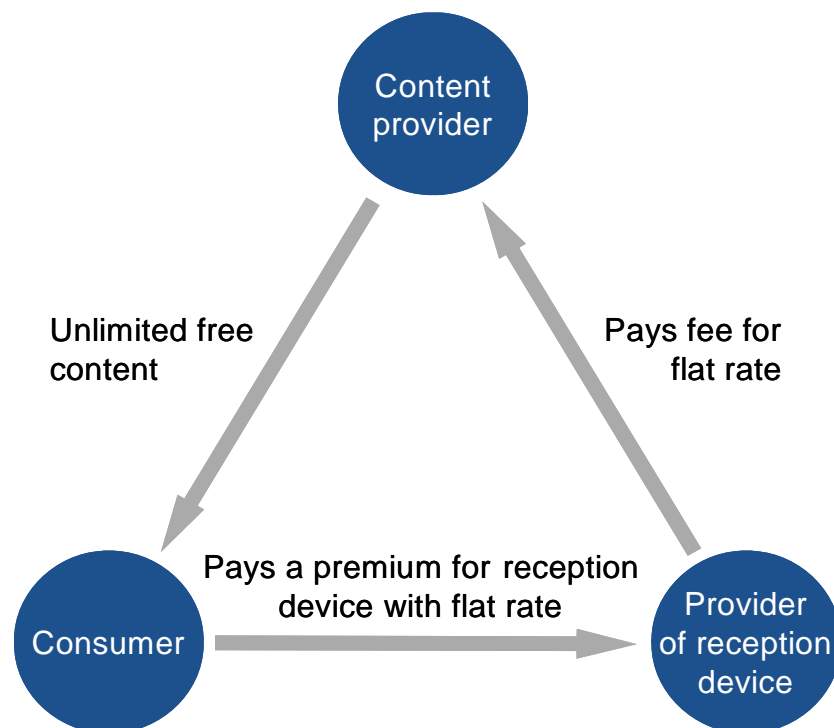 Content
provider
Unlimited free
content
Pays fee for
flat rate
Pays a premium for reception
device with flat rate
Consumer
Provider
of reception
device